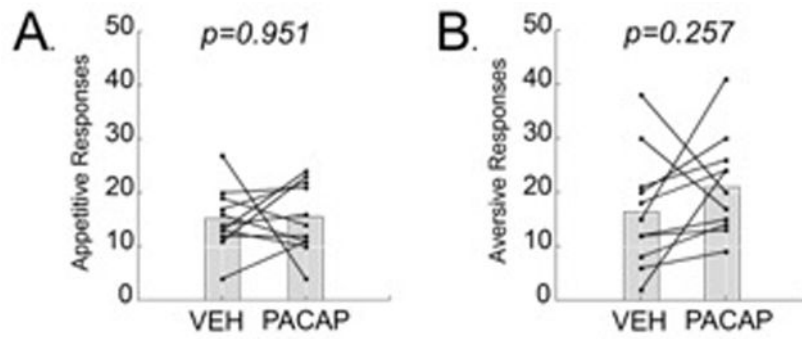 A.
p=0.951
Appetitive Responses
50
40
30
20
10
0
VEH PACAP
B.
p=0.257
Aversive Responses
50
40
30
20
10
0
VEH PACAP